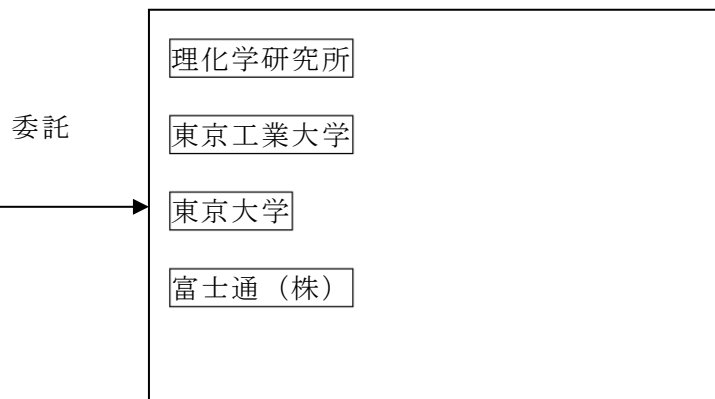 理化学研究所
委託
東京工業大学
東京大学
富士通（株）